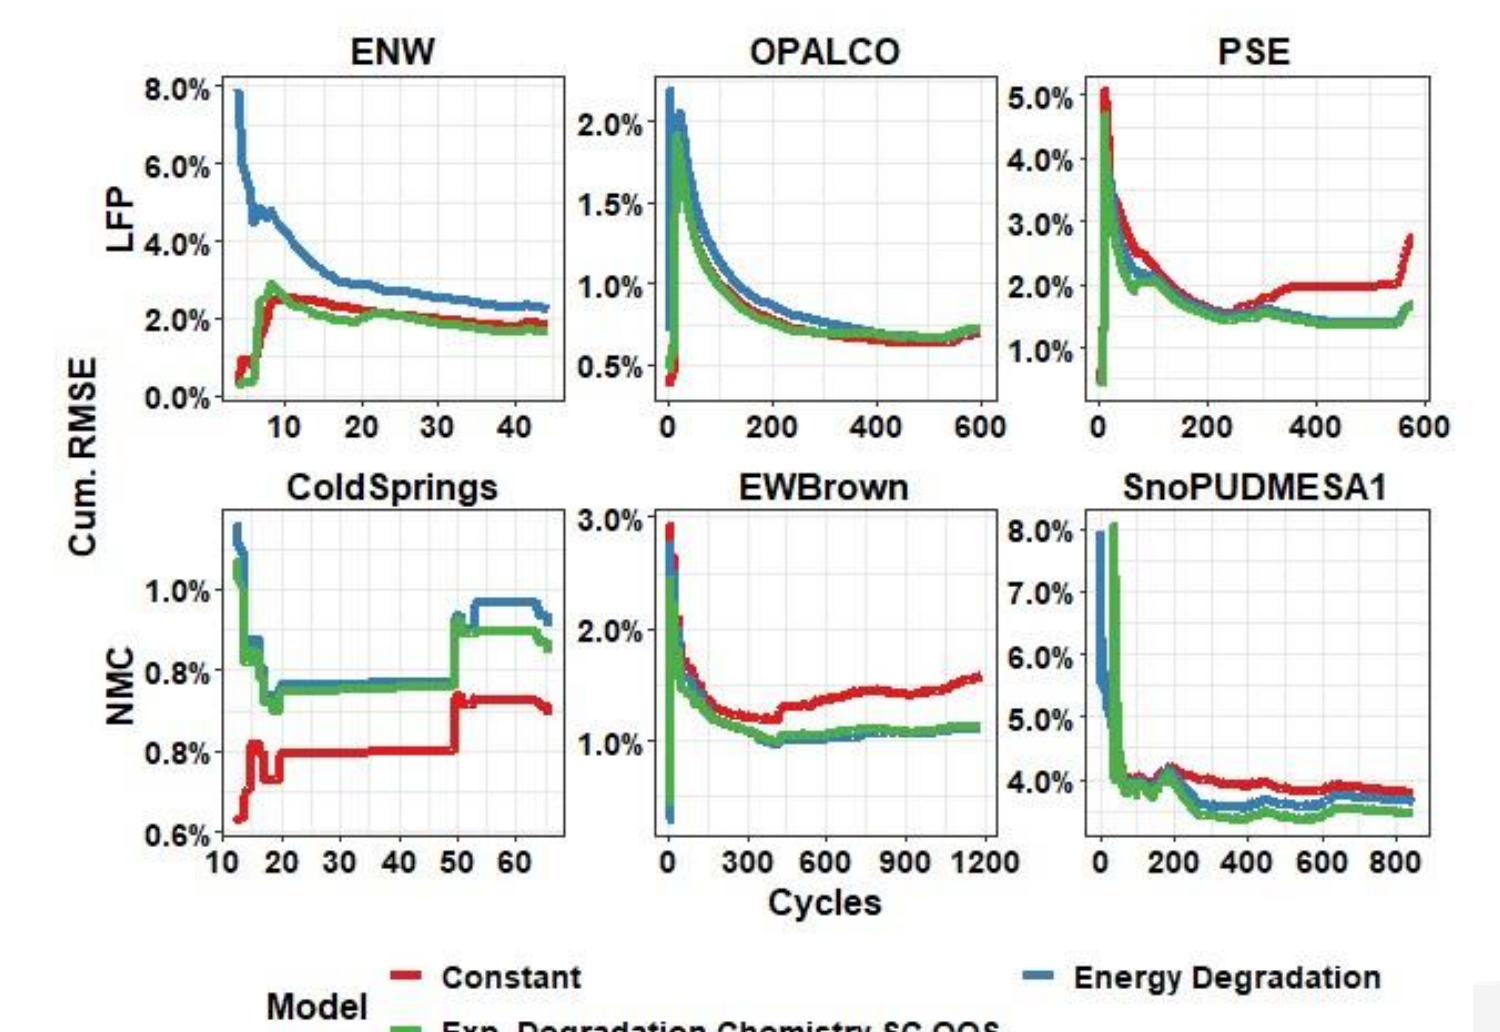 ENW OPALCO PSE
8.0%
6.0%
4.0%
2.0%
0.0%
10 20 30 40
2.0%
1.5%
1.0%
0.5%
0 200 400 600
5.0%
4.0%
3.0%
2.0%
1.0%
0 200 400 600
LFP
Cum. RMSE
NMC
ColdSprings EWBrown SnoPUDMESA1
1.0%
0.8%
0.8%
0.6%
10 20 30 40 50 60
3.0%
2.0%
1.0%
0 300 600 900 1200
8.0%
7.0%
6.0%
5.0%
4.0%
0 200 400 600 800
Cycles
Model
Constant Energy Degradation
Exp. Degradation Chemistry SC OOS